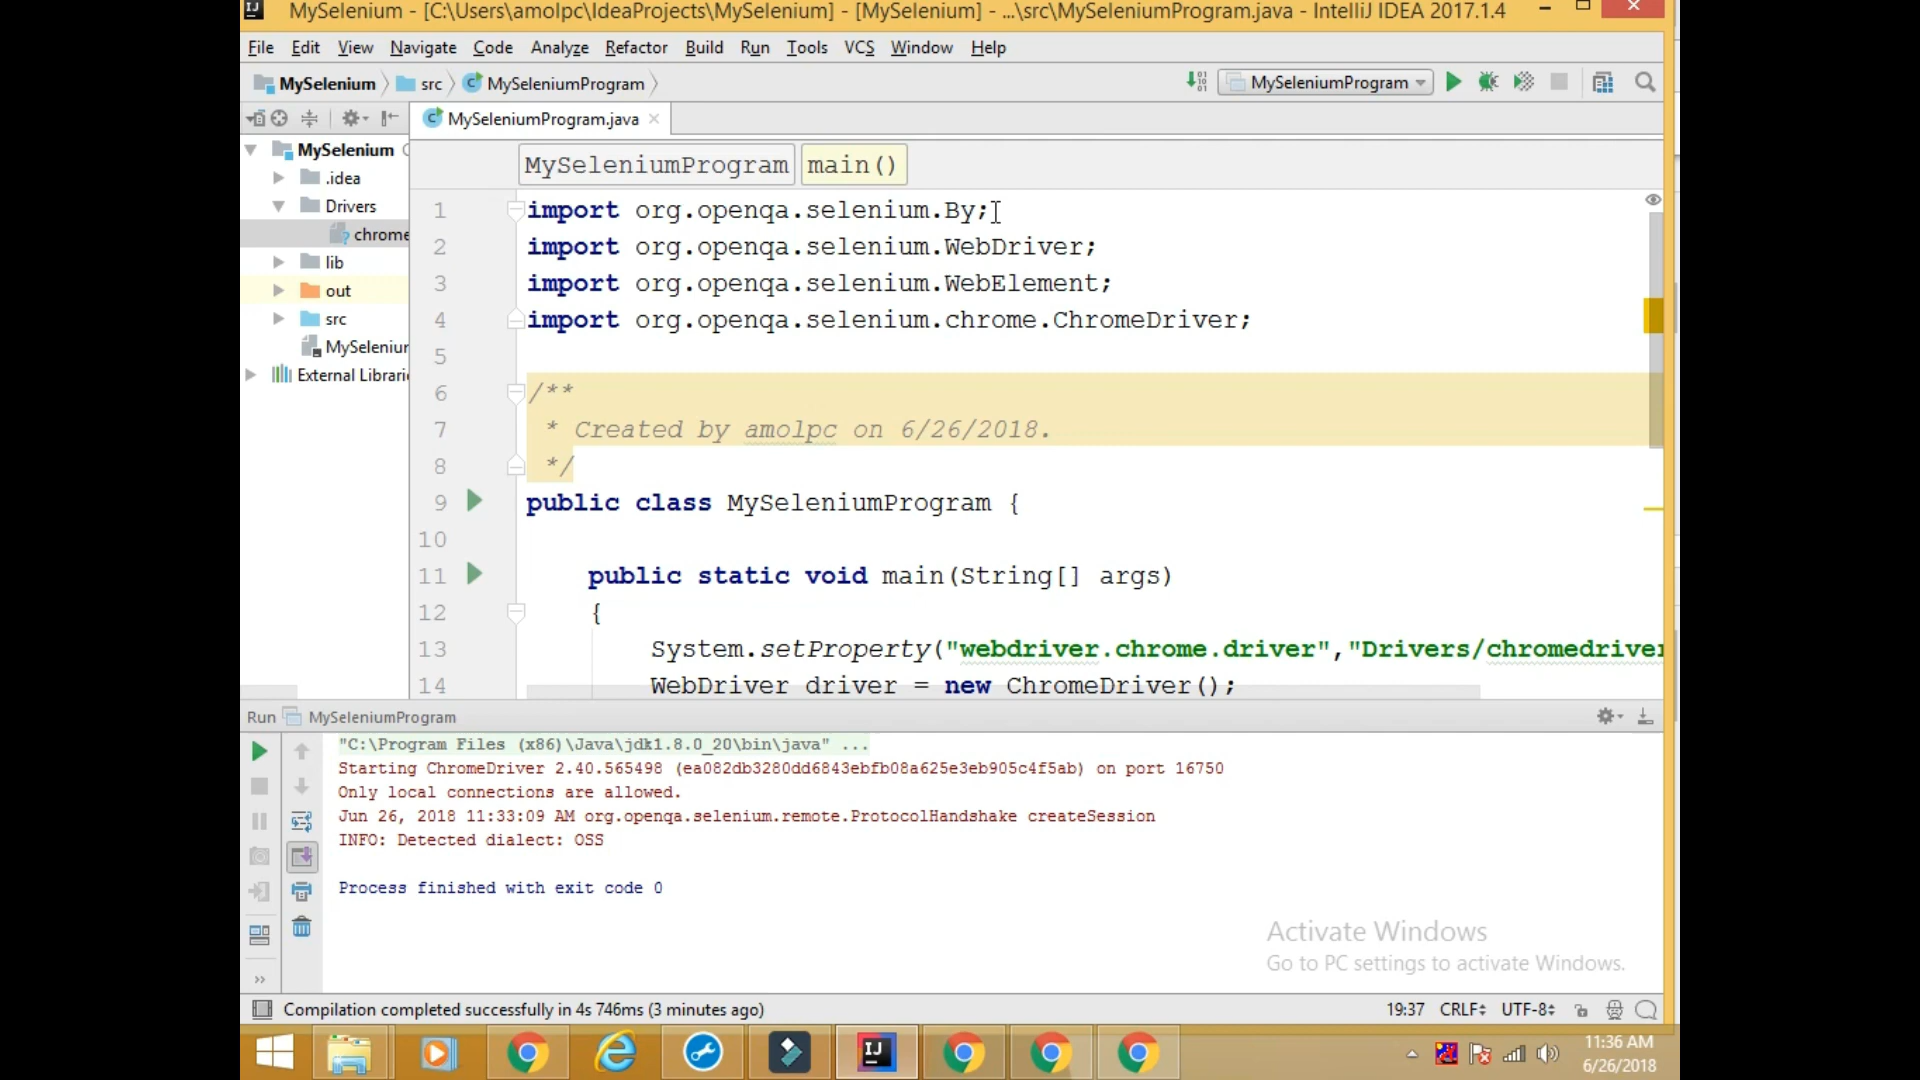 MySelenium - [C:\Users\amolpc\IdeaProjects\MySelenium] - [MySelenium] - ...\src\MySeleniumProgram.java - IntelliJ IDEA 2017.1.4
File Edit View Navigate Code Analyze Refactor Build Run Tools VCS Window Help
MySelenium src MySeleniumProgram
MySeleniumProgram
MySeleniumProgram.java
MySelenium
.idea
Drivers
chrome
lib
out
src
MySeleniur
External Librari
MySeleniumProgram main()
1 import org.openqa.selenium.By;
2 import org.openqa.selenium.WebDriver;
3 import org.openqa.selenium.WebElement;
4 import org.openqa.selenium.chrome.ChromeDriver;
5
6 /**
7 * Created by amolpc on 6/26/2018.
8 */
9 public class MySeleniumProgram {
10
11 public static void main(String[] args)
12 {
13 System.setProperty("webdriver.chrome.driver","Drivers/chromedriver
14 WebDriver driver = new ChromeDriver();
Run MySeleniumProgram
"C:\Program Files (x86)\Java\jdk1.8.0_20\bin\java" ...
Starting ChromeDriver 2.40.565498 (ea082db3280dd6843ebfb08a625e3eb905c4f5ab) on port 16750
Only local connections are allowed.
Jun 26, 2018 11:33:09 AM org.openqa.selenium.remote.ProtocolHandshake createSession
INFO: Detected dialect: OSS
Process finished with exit code 0
Activate Windows
Go to PC settings to activate Windows.
Compilation completed successfully in 4s 746ms (3 minutes ago)
19:37 CRLF UTF-8
11:36 AM
6/26/2018